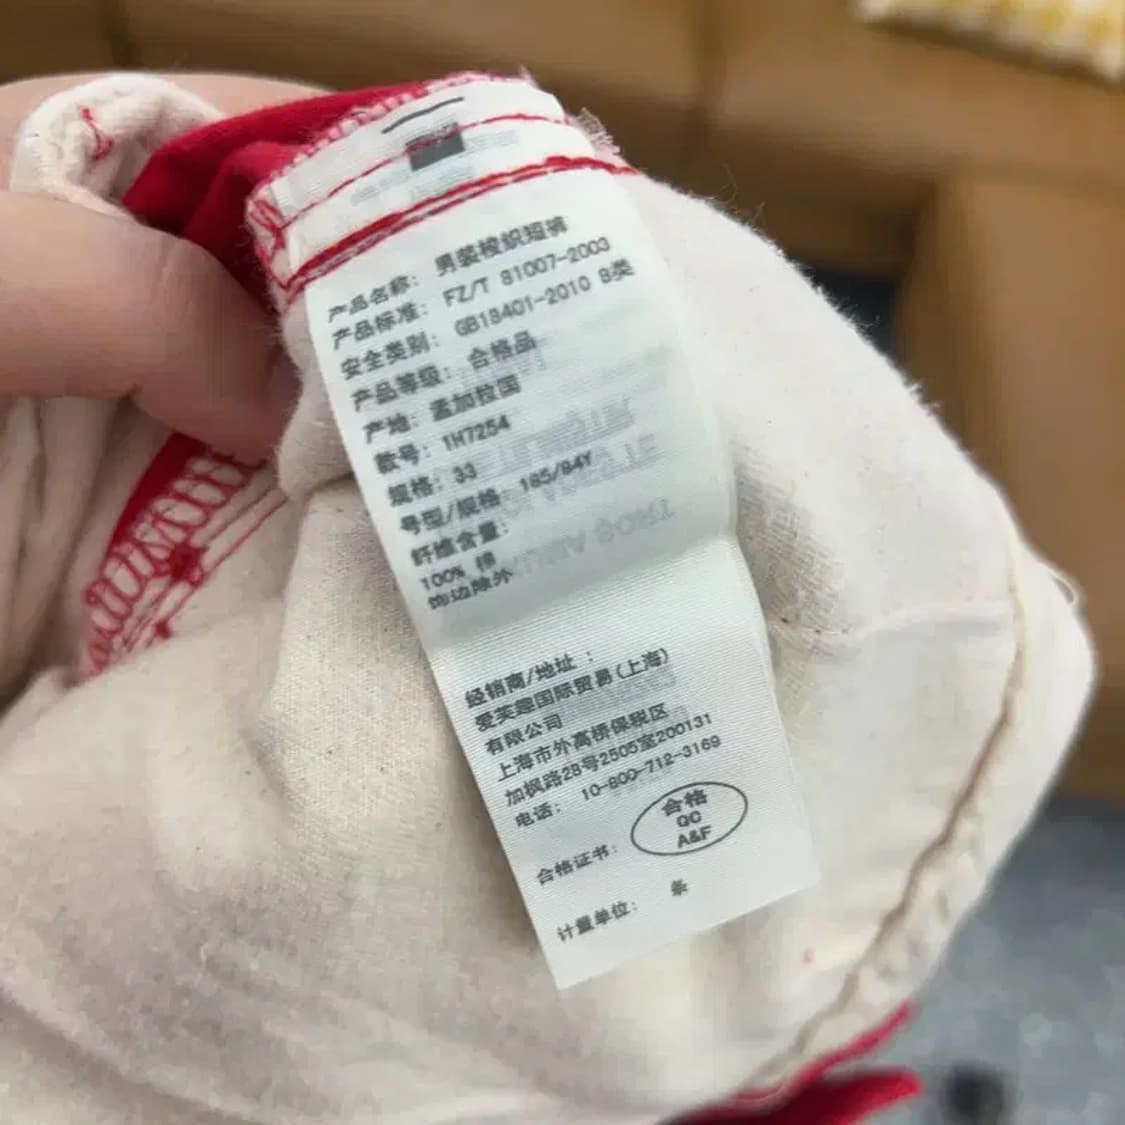 产品名称: 男装梭织短裤
产品标准: FZ/T 81007-2003
安全类别: GB18401-2010 B类
产品等级: 合格品
产地: 孟加拉国
款号: 1H7254
规格: 33
号型/规格: 185/84Y
纤维含量:
100% 棉
饰边除外
经销商/地址 :
爱芙趣国际贸易(上海)
有限公司
上海市外高桥保税区
加枫路28号2505室200131
电话: 10-800-712-3169
合格证书: 合格
QC
A&F
计量单位: 条